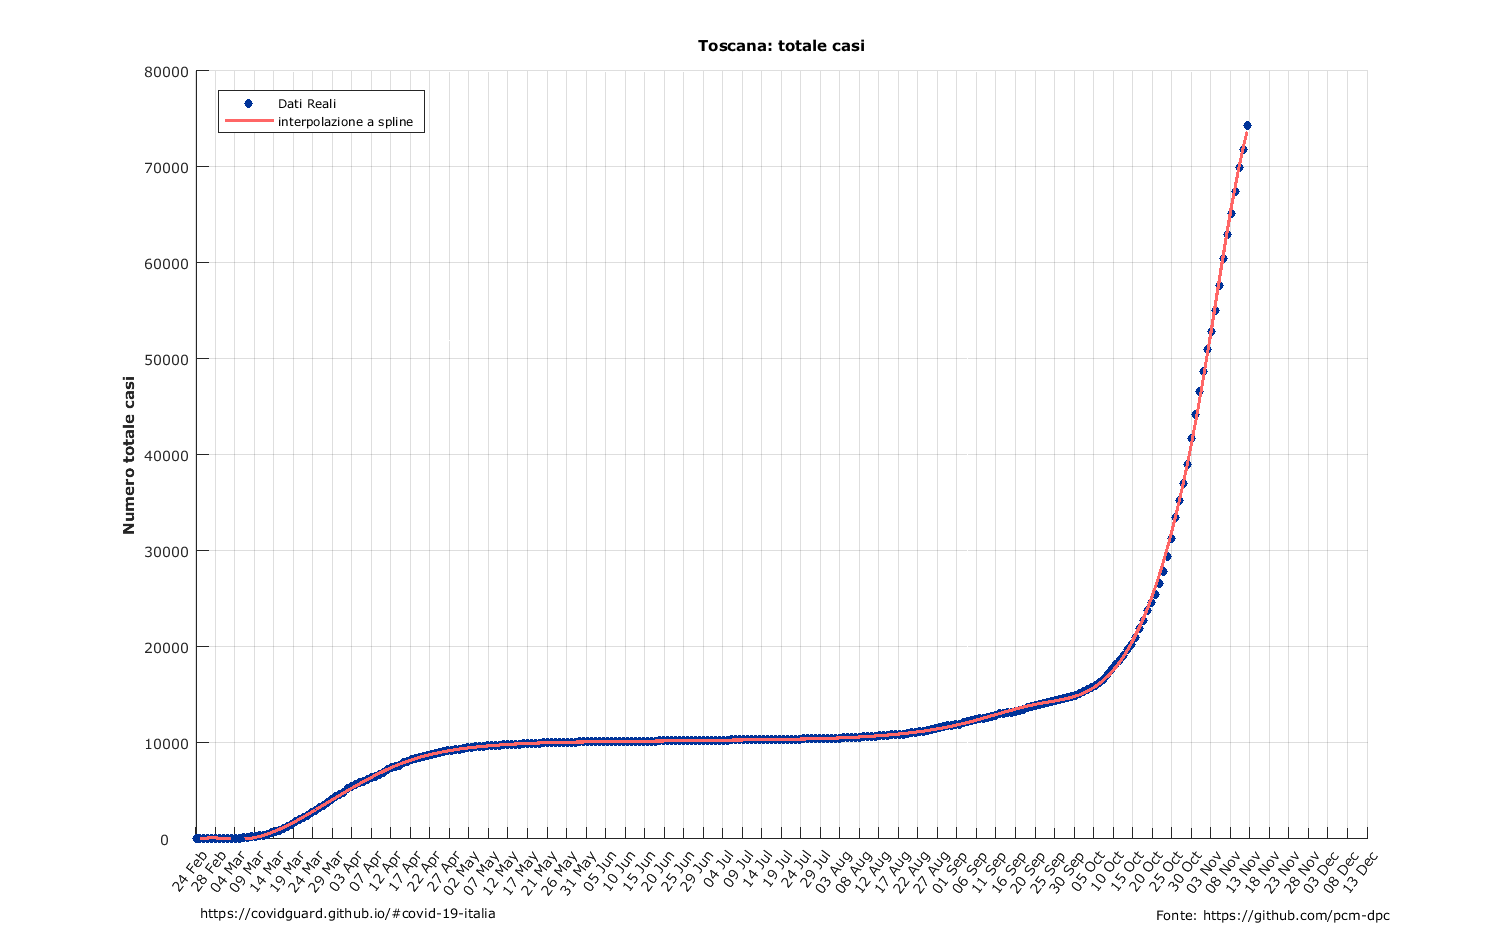 Toscana: totale casi
80000
70000
60000
50000
40000
30000
20000
10000
0
Numero totale casi
Dati Reali
interpolazione a spline
24 Feb
28 Feb
04 Mar
09 Mar
14 Mar
19 Mar
24 Mar
29 Mar
03 Apr
07 Apr
12 Apr
17 Apr
22 Apr
27 Apr
02 May
07 May
12 May
17 May
21 May
26 May
31 May
05 Jun
10 Jun
15 Jun
20 Jun
25 Jun
29 Jun
04 Jul
09 Jul
14 Jul
19 Jul
24 Jul
29 Jul
03 Aug
08 Aug
12 Aug
17 Aug
22 Aug
27 Aug
01 Sep
06 Sep
11 Sep
16 Sep
20 Sep
25 Sep
30 Sep
05 Oct
10 Oct
15 Oct
20 Oct
25 Oct
30 Oct
03 Nov
08 Nov
13 Nov
18 Nov
23 Nov
28 Nov
03 Dec
08 Dec
13 Dec
https://covidguard.github.io/#covid-19-italia
Fonte: https://github.com/pcm-dpc